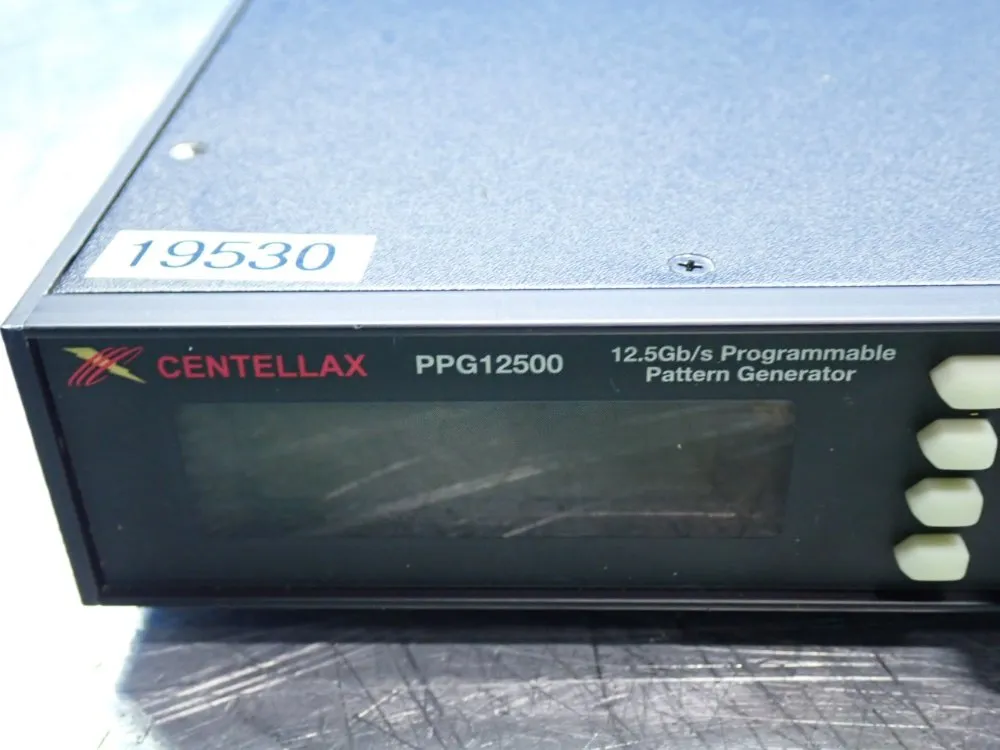 19530
CENTELLAX PPG12500 12.5Gb/s Programmable
Pattern Generator